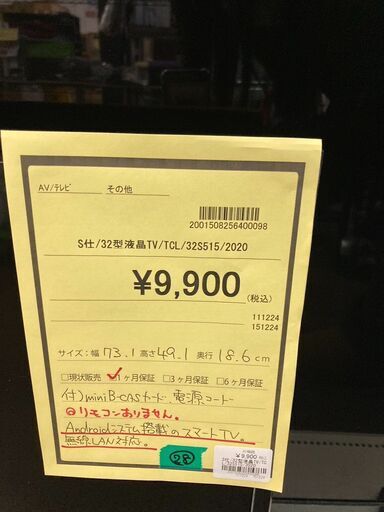 AV/テレビ その他
2001508256400098
S仕/32型液晶TV/TCL/32S515/2020
¥9,900
(税込)
111224
151224
サイズ:幅 73.1 高さ 49.1 奥行 18.6 cm
□現状販売 ✓□1ヶ月保証 □3ヶ月保証 □6ヶ月保証
付)miniB-CASカード、電源コード
@リモコンありません。
Androidシステム搭載のスマートTV。
無線LAN対応。
28
¥9,900